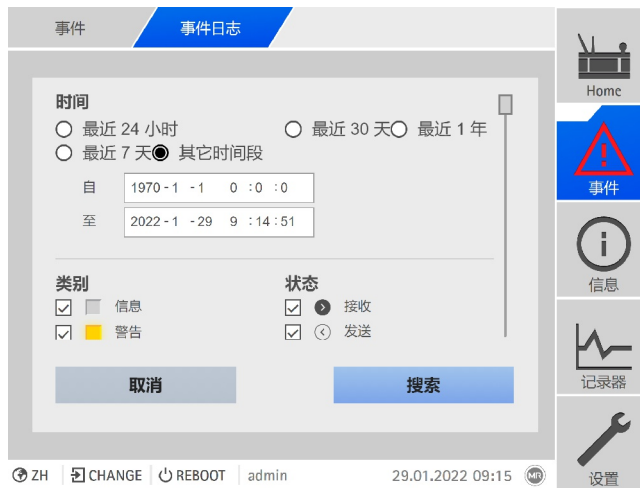 事件 事件日志
Home
时间
最近 24 小时 最近 30 天 最近 1 年
最近 7 天 其它时间段
自 1970 - 1 - 1 0 : 0 : 0
至 2022 - 1 - 29 9 : 14 : 51
事件
类别 状态
信息 接收
警告 发送
信息
取消 搜索
记录器
ZH CHANGE REBOOT admin 29.01.2022 09:15 MR
设置